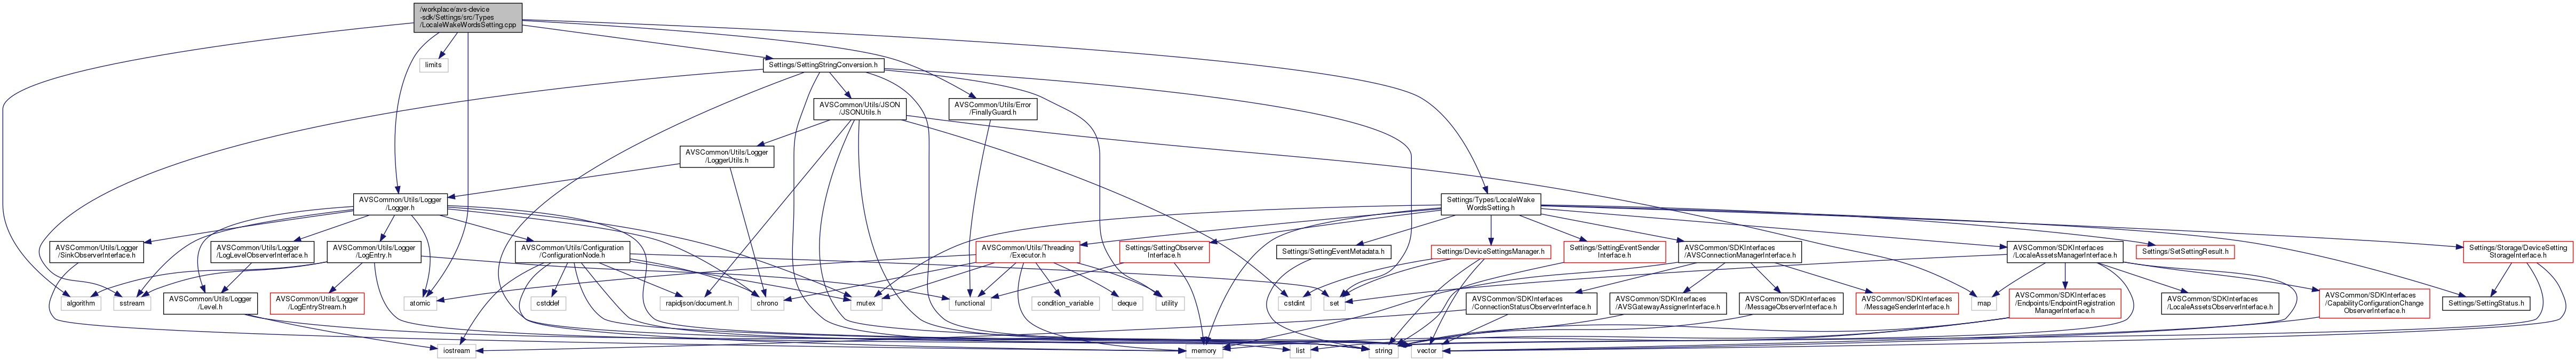 /workplace/avs-device
-sdk/Settings/src/Types
/LocaleWakeWordsSetting.cpp
limits
Settings/SettingStringConversion.h
AVSCommon/Utils/JSON
/JSONUtils.h
AVSCommon/Utils/Error
/FinallyGuard.h
AVSCommon/Utils/Logger
/LoggerUtils.h
AVSCommon/Utils/Logger
/Logger.h
Settings/Types/LocaleWake
WordsSetting.h
AVSCommon/Utils/Logger
/SinkObserverInterface.h
AVSCommon/Utils/Logger
/LogLevelObserverInterface.h
AVSCommon/Utils/Logger
/LogEntry.h
AVSCommon/Utils/Configuration
/ConfigurationNode.h
AVSCommon/Utils/Threading
/Executor.h
Settings/SettingObserver
Interface.h
Settings/SettingEventMetadata.h
Settings/DeviceSettingsManager.h
Settings/SettingEventSender
Interface.h
AVSCommon/SDKInterfaces
/AVSConnectionManagerInterface.h
AVSCommon/SDKInterfaces
/LocaleAssetsManagerInterface.h
Settings/SetSettingResult.h
Settings/Storage/DeviceSetting
StorageInterface.h
algorithm
sstream
AVSCommon/Utils/Logger
/Level.h
AVSCommon/Utils/Logger
/LogEntryStream.h
atomic
cstddef
rapidjson/document.h
chrono
mutex
functional
condition_variable
deque
utility
cstdint
set
AVSCommon/SDKInterfaces
/ConnectionStatusObserverInterface.h
AVSCommon/SDKInterfaces
/AVSGatewayAssignerInterface.h
AVSCommon/SDKInterfaces
/MessageObserverInterface.h
AVSCommon/SDKInterfaces
/MessageSenderInterface.h
map
AVSCommon/SDKInterfaces
/Endpoints/EndpointRegistration
ManagerInterface.h
AVSCommon/SDKInterfaces
/LocaleAssetsObserverInterface.h
AVSCommon/SDKInterfaces
/CapabilityConfigurationChange
ObserverInterface.h
Settings/SettingStatus.h
iostream
memory
list
string
vector